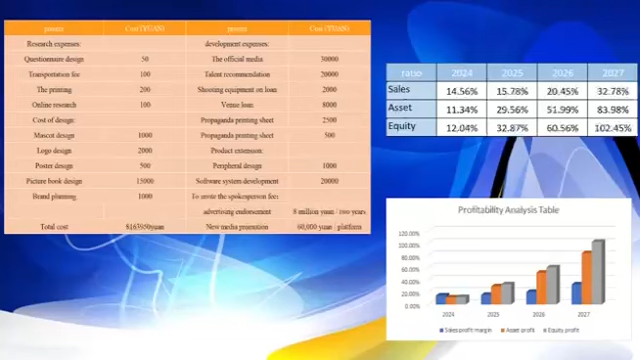 project Cost (YUAN) project Cost (YUAN)
Research expenses: development expenses:
Questionnaire design 50 The official media 30000
Transportation fee 100 Talent recommendation 20000
The printing 200 Shooting equipment on loan 2000
Online research 100 Venue loan 8000
Cost of design: Propaganda printing sheet 2500
Mascot design 1000 Propaganda printing sheet 500
Logo design 2000 Product extension:
Poster design 500 Peripheral design 1000
Picture book design 15000 Software system development 20000
Brand planning 1000 To invite the spokesperson fee:
advertising endorsement 8 million yuan / two years
Total cost 8163950yuan New media promotion 60,000 yuan / platform
ratio 2024 2025 2026 2027
Sales 14.56% 15.78% 20.45% 32.78%
Asset 11.34% 29.56% 51.99% 83.98%
Equity 12.04% 32.87% 60.56% 102.45%
Profitability Analysis Table
120.00%
100.00%
80.00%
60.00%
40.00%
20.00%
0.00%
2024 2025 2026 2027
Sales profit margin Asset profit Equity profit